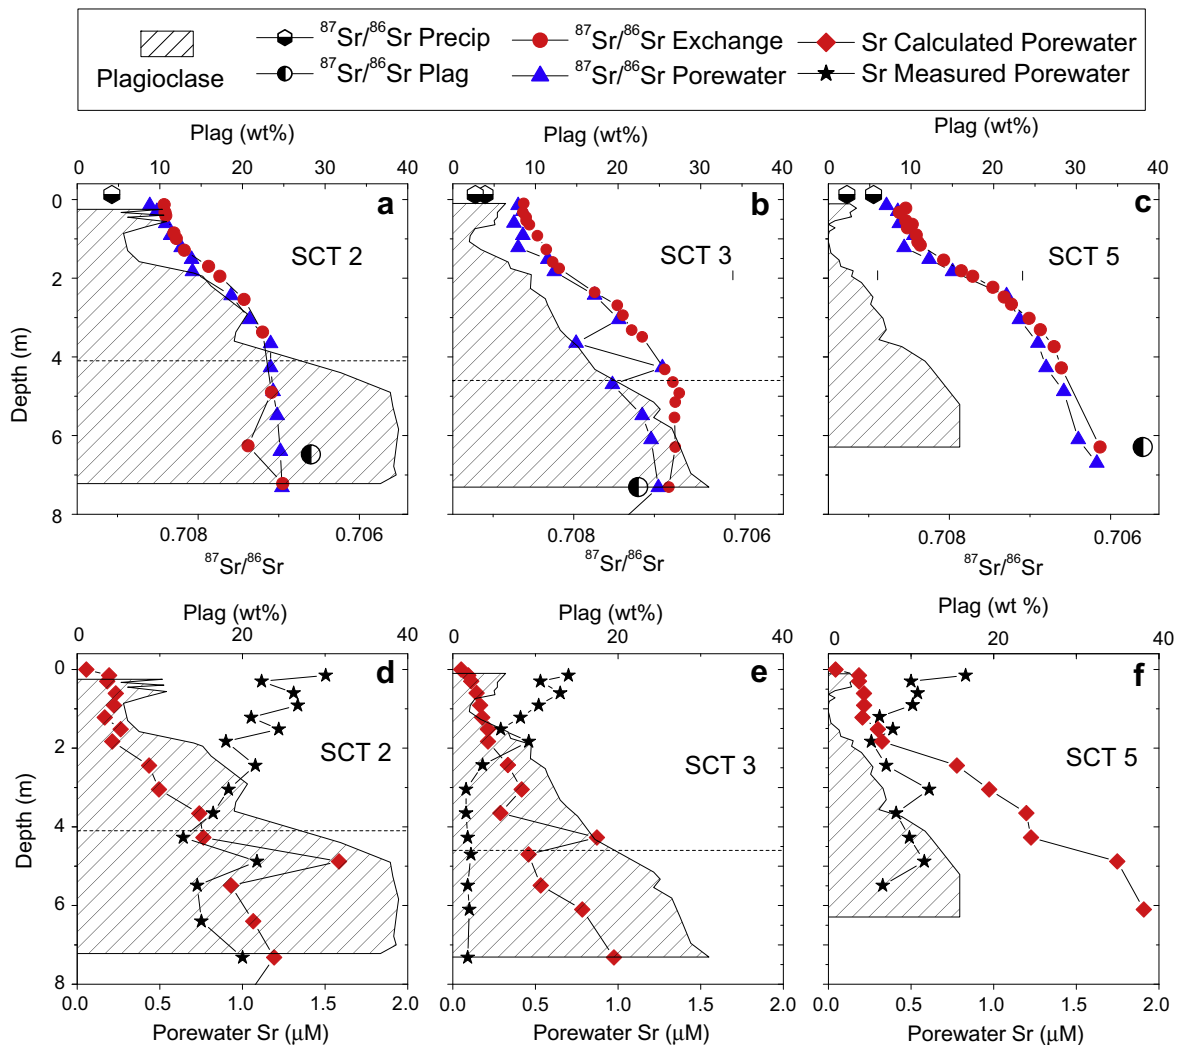 ⁸⁷Sr/⁸⁶Sr Precip ⁸⁷Sr/⁸⁶Sr Exchange Sr Calculated Porewater
Plagioclase ⁸⁷Sr/⁸⁶Sr Plag ⁸⁷Sr/⁸⁶Sr Porewater Sr Measured Porewater
Plag (wt%) Plag (wt%) Plag (wt%)
0 10 20 30 40 0 10 20 30 40 0 10 20 30 40
0 a b c
SCT 2 SCT 3 SCT 5
2
Depth (m)
4
6
8
0.708 0.706 0.708 0.706 0.708 0.706
⁸⁷Sr/⁸⁶Sr ⁸⁷Sr/⁸⁶Sr ⁸⁷Sr/⁸⁶Sr
Plag (wt%) Plag (wt%) Plag (wt %)
0 20 40 0 20 40 0 20 40
0 d e f
2
SCT 2 SCT 3 SCT 5
Depth (m)
4
6
8
0.0 0.5 1.0 1.5 2.0 0.0 0.5 1.0 1.5 2.0 0.0 0.5 1.0 1.5 2.0
Porewater Sr (μM) Porewater Sr (μM) Porewater Sr (μM)